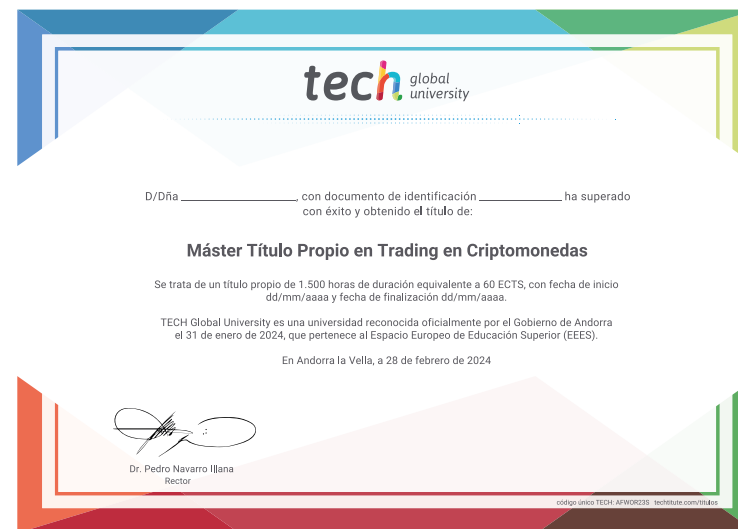 tech global university
D/Dña ____________, con documento de identificación ____________ ha superado
con éxito y obtenido el título de:
Máster Título Propio en Trading en Criptomonedas
Se trata de un título propio de 1.500 horas de duración equivalente a 60 ECTS, con fecha de inicio
dd/mm/aaaa y fecha de finalización dd/mm/aaaa.
TECH Global University es una universidad reconocida oficialmente por el Gobierno de Andorra
el 31 de enero de 2024, que pertenece al Espacio Europeo de Educación Superior (EEES).
En Andorra la Vella, a 28 de febrero de 2024
Dr. Pedro Navarro Illana
Rector
código único TECH: AFWOR23S techtitute.com/titulos